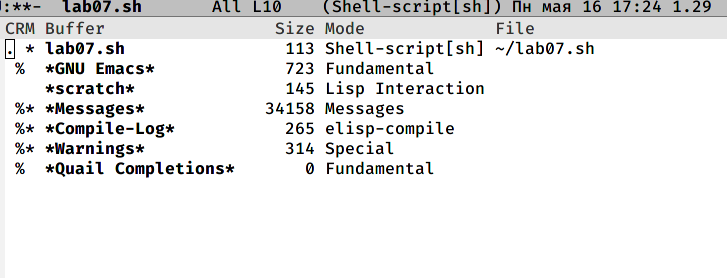 U:**-  lab07.sh       All L10    (Shell-script[sh]) Пн мая 16 17:24 1.29
CRM Buffer                Size Mode             File
. * lab07.sh               113 Shell-script[sh] ~/lab07.sh
 %  *GNU Emacs*            723 Fundamental
    *scratch*              145 Lisp Interaction
 %* *Messages*           34158 Messages
 %* *Compile-Log*          265 elisp-compile
 %* *Warnings*             314 Special
 %  *Quail Completions*      0 Fundamental